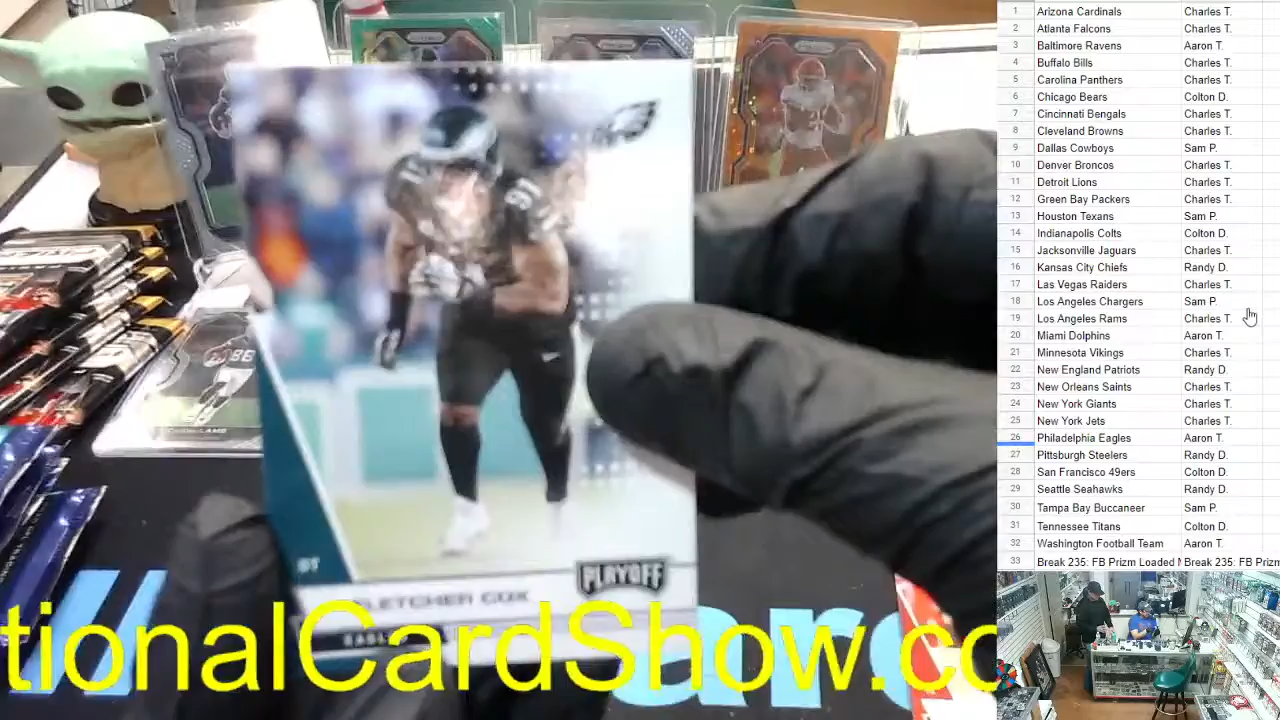 1 Arizona Cardinals Charles T.
2 Atlanta Falcons Charles T.
3 Baltimore Ravens Aaron T.
4 Buffalo Bills Charles T.
5 Carolina Panthers Charles T.
6 Chicago Bears Colton D.
7 Cincinnati Bengals Charles T.
8 Cleveland Browns Charles T.
9 Dallas Cowboys Sam P.
10 Denver Broncos Charles T.
11 Detroit Lions Charles T.
12 Green Bay Packers Charles T.
13 Houston Texans Sam P.
14 Indianapolis Colts Colton D.
15 Jacksonville Jaguars Charles T.
16 Kansas City Chiefs Randy D.
17 Las Vegas Raiders Charles T.
18 Los Angeles Chargers Sam P.
19 Los Angeles Rams Charles T.
20 Miami Dolphins Aaron T.
21 Minnesota Vikings Charles T.
22 New England Patriots Randy D.
23 New Orleans Saints Charles T.
24 New York Giants Charles T.
25 New York Jets Charles T.
26 Philadelphia Eagles Aaron T.
27 Pittsburgh Steelers Randy D.
28 San Francisco 49ers Colton D.
29 Seattle Seahawks Randy D.
30 Tampa Bay Buccaneer Sam P.
31 Tennessee Titans Colton D.
32 Washington Football Team Aaron T.
33 Break 235: FB Prizm Loaded Break 235: FB Prizm
91
88
DT
PLAYOFF
FLETCHER COX
tionalCardShow.co